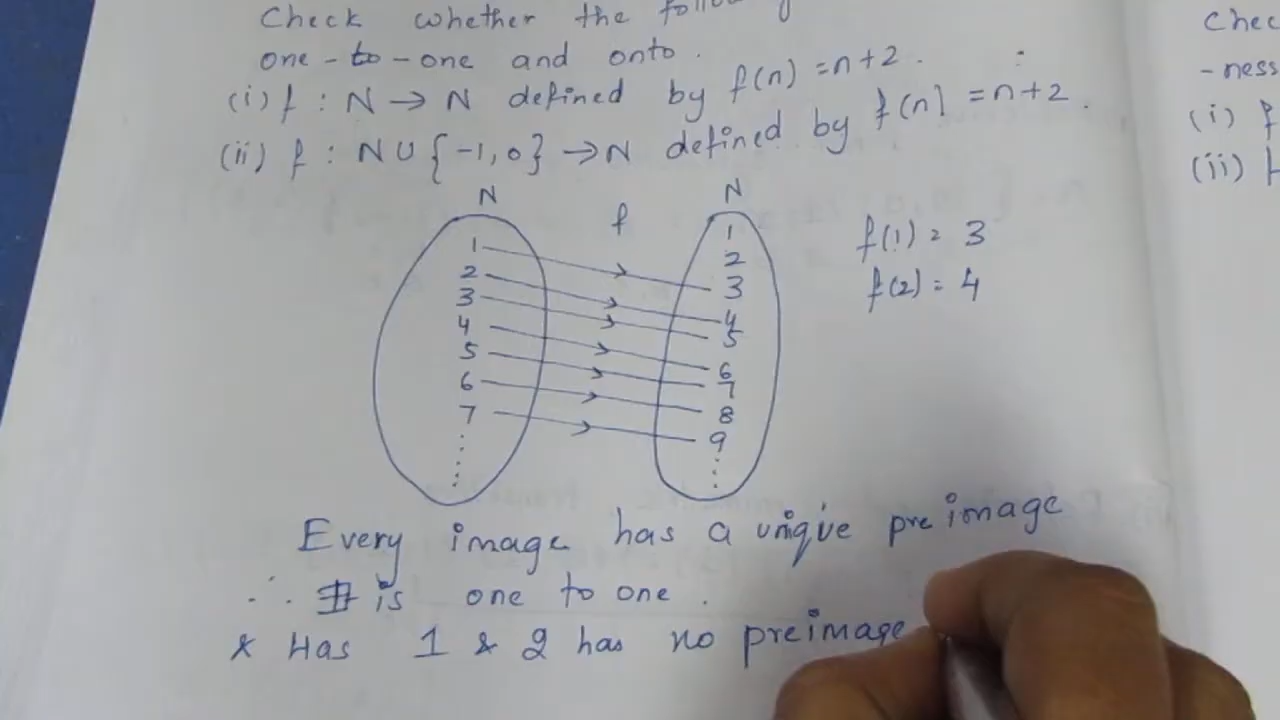 Check whether the
one-to-one and onto.
(i) f : N → N defined by f(n) = n+2.
(ii) f : N ∪ {-1,0} → N defined by f(n) = n+2.
N f N
1 1
2 2
3 3
4 4
5 5
6 6
7 7
8
9
f(1) = 3
f(2) = 4
Every image has a unique preimage
∴ It is one to one.
* Has 1 & 2 has no preimage
Chec
-ness
(i) f
(ii)